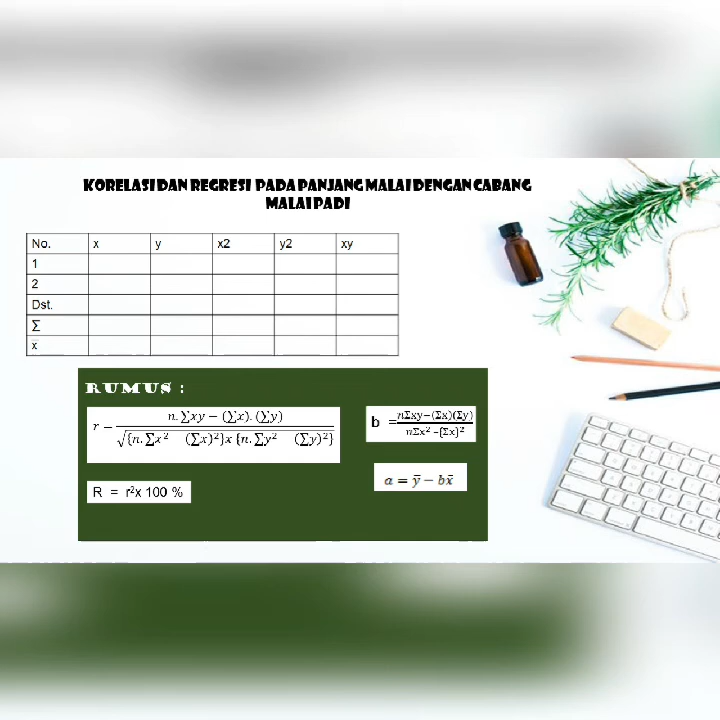 KORELASI DAN REGRESI PADA PANJANG MALAI DENGAN CABANG
MALAI PADI
No. x y x2 y2 xy
1
2
Dst.
∑
x̄
RUMUS :
r = n.∑xy − (∑x).(∑y) / √{n.∑x² (∑x)²}x{n.∑y² (∑y)²}
b = nΣxy−(Σx)(Σy) / nΣx²−(Σx)²
R = r²x 100 %
a = ȳ − bx̄